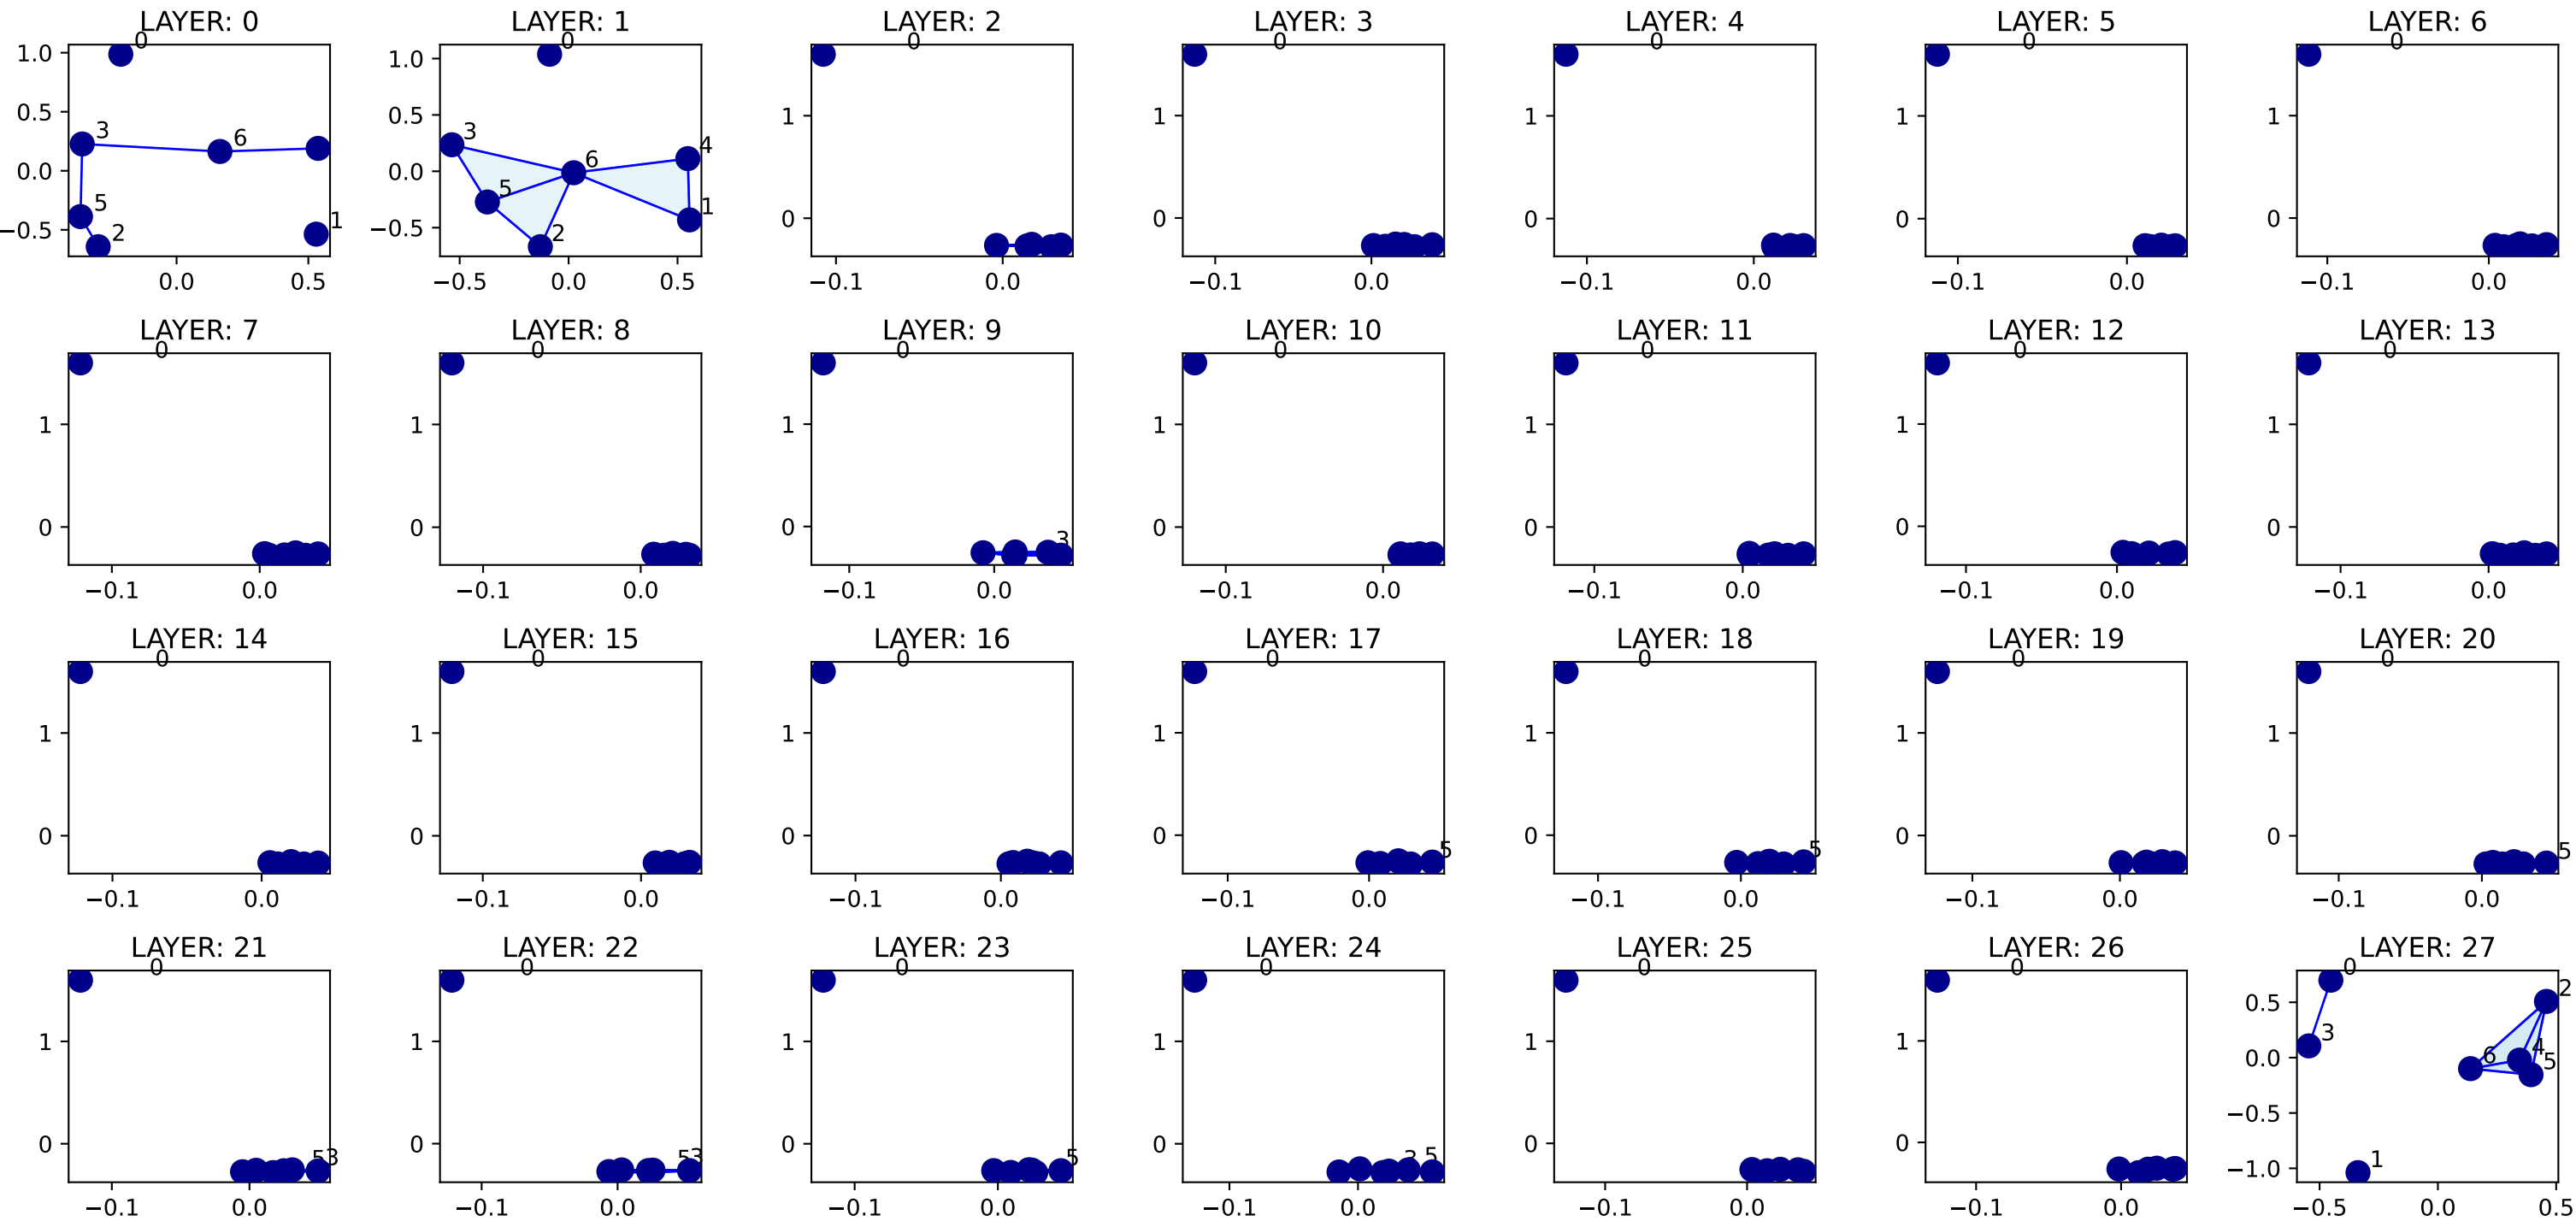 LAYER: 0 LAYER: 1 LAYER: 2 LAYER: 3 LAYER: 4 LAYER: 5 LAYER: 6
0 0 0 0 0 0 0
1.0 1.0
3 6 0.5 3 6 4 1 1 1 1 1
0.5
0.0 0.0
5 5 1 0 0 0 0 0
−0.5 2 1 −0.5 2
0.0 0.5 −0.5 0.0 0.5 −0.1 0.0 −0.1 0.0 −0.1 0.0 −0.1 0.0 −0.1 0.0
LAYER: 7 LAYER: 8 LAYER: 9 LAYER: 10 LAYER: 11 LAYER: 12 LAYER: 13
0 0 0 0 0 0 0
1 1 1 1 1 1 1
0 0 0 3 0 0 0 0
−0.1 0.0 −0.1 0.0 −0.1 0.0 −0.1 0.0 −0.1 0.0 −0.1 0.0 −0.1 0.0
LAYER: 14 LAYER: 15 LAYER: 16 LAYER: 17 LAYER: 18 LAYER: 19 LAYER: 20
0 0 0 0 0 0 0
1 1 1 1 1 1 1
0 0 0 0 5 0 5 0 0 5
−0.1 0.0 −0.1 0.0 −0.1 0.0 −0.1 0.0 −0.1 0.0 −0.1 0.0 −0.1 0.0
LAYER: 21 LAYER: 22 LAYER: 23 LAYER: 24 LAYER: 25 LAYER: 26 LAYER: 27
0 0 0 0 0 0 0
1 1 1 1 1 1 0.5 2
3
0.0 6 4 5
0 53 0 53 0 5 0 5 0 0 −0.5
−1.0 1
−0.1 0.0 −0.1 0.0 −0.1 0.0 −0.1 0.0 −0.1 0.0 −0.1 0.0 −0.5 0.0 0.5